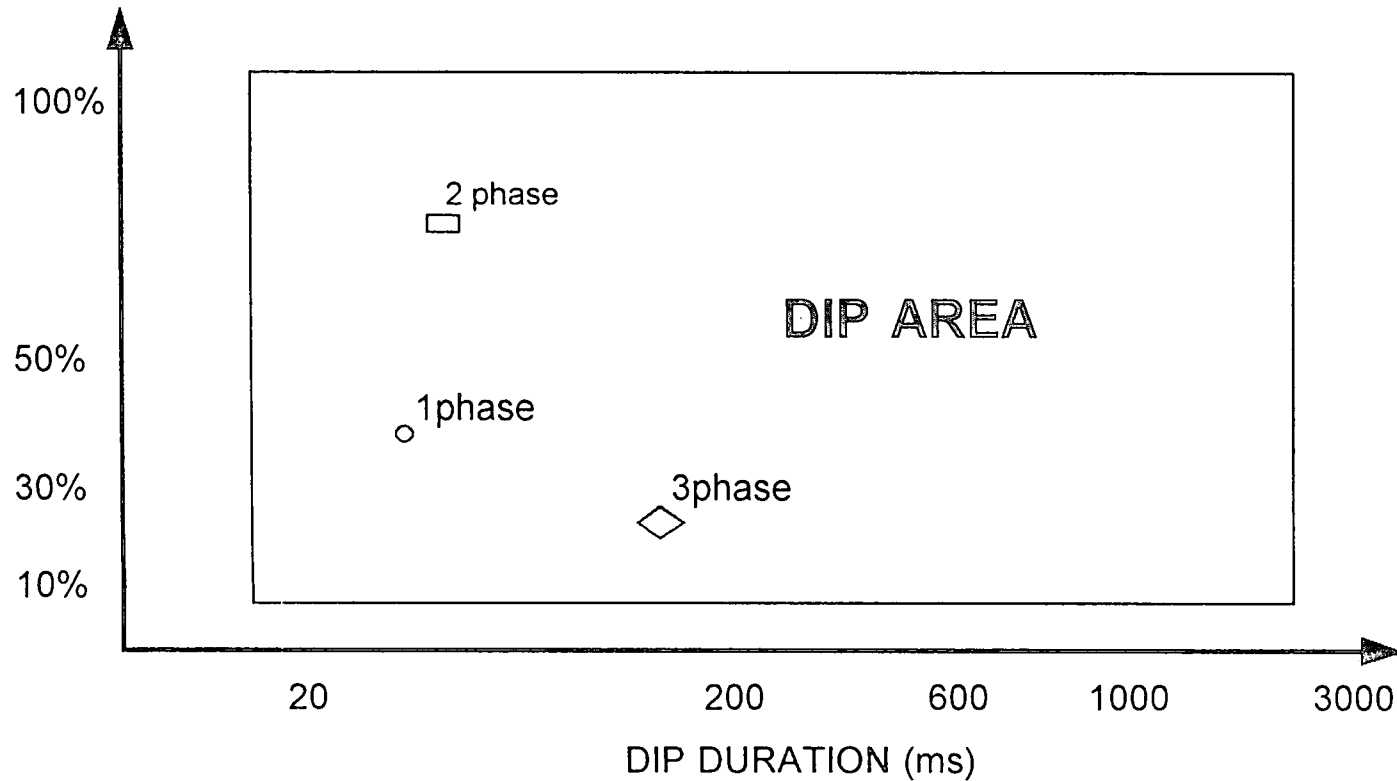 100%
2 phase
DIP AREA
50%
1phase
30%
3phase
10%
20 200 600 1000 3000
DIP DURATION (ms)